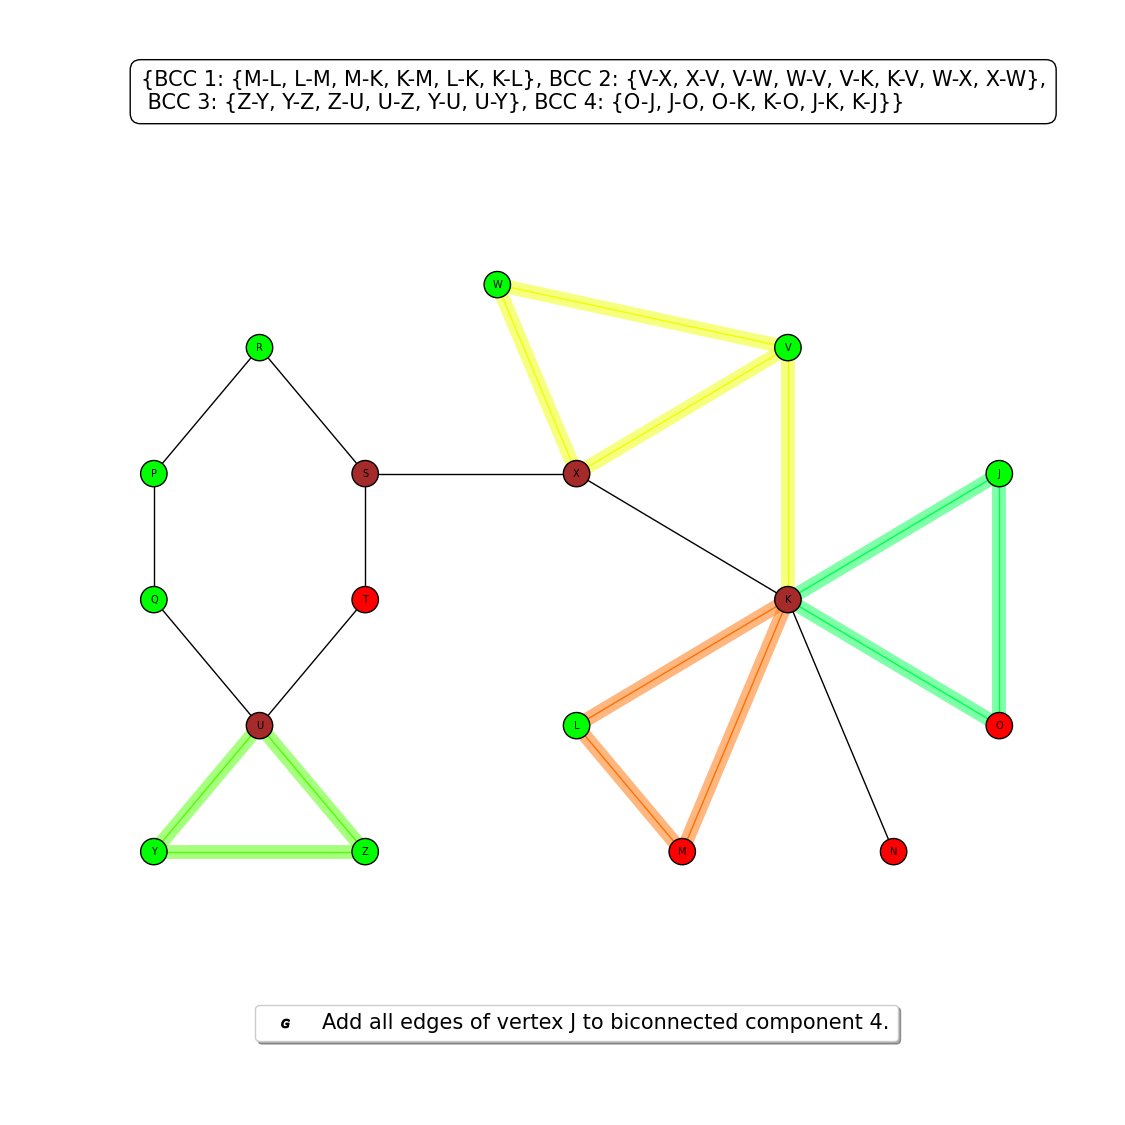 {BCC 1: {M-L, L-M, M-K, K-M, L-K, K-L}, BCC 2: {V-X, X-V, V-W, W-V, V-K, K-V, W-X, X-W},
BCC 3: {Z-Y, Y-Z, Z-U, U-Z, Y-U, U-Y}, BCC 4: {O-J, J-O, O-K, K-O, J-K, K-J}}
W
R
V
P
S
X
J
Q
T
K
U
L
O
Y
Z
M
N
G Add all edges of vertex J to biconnected component 4.